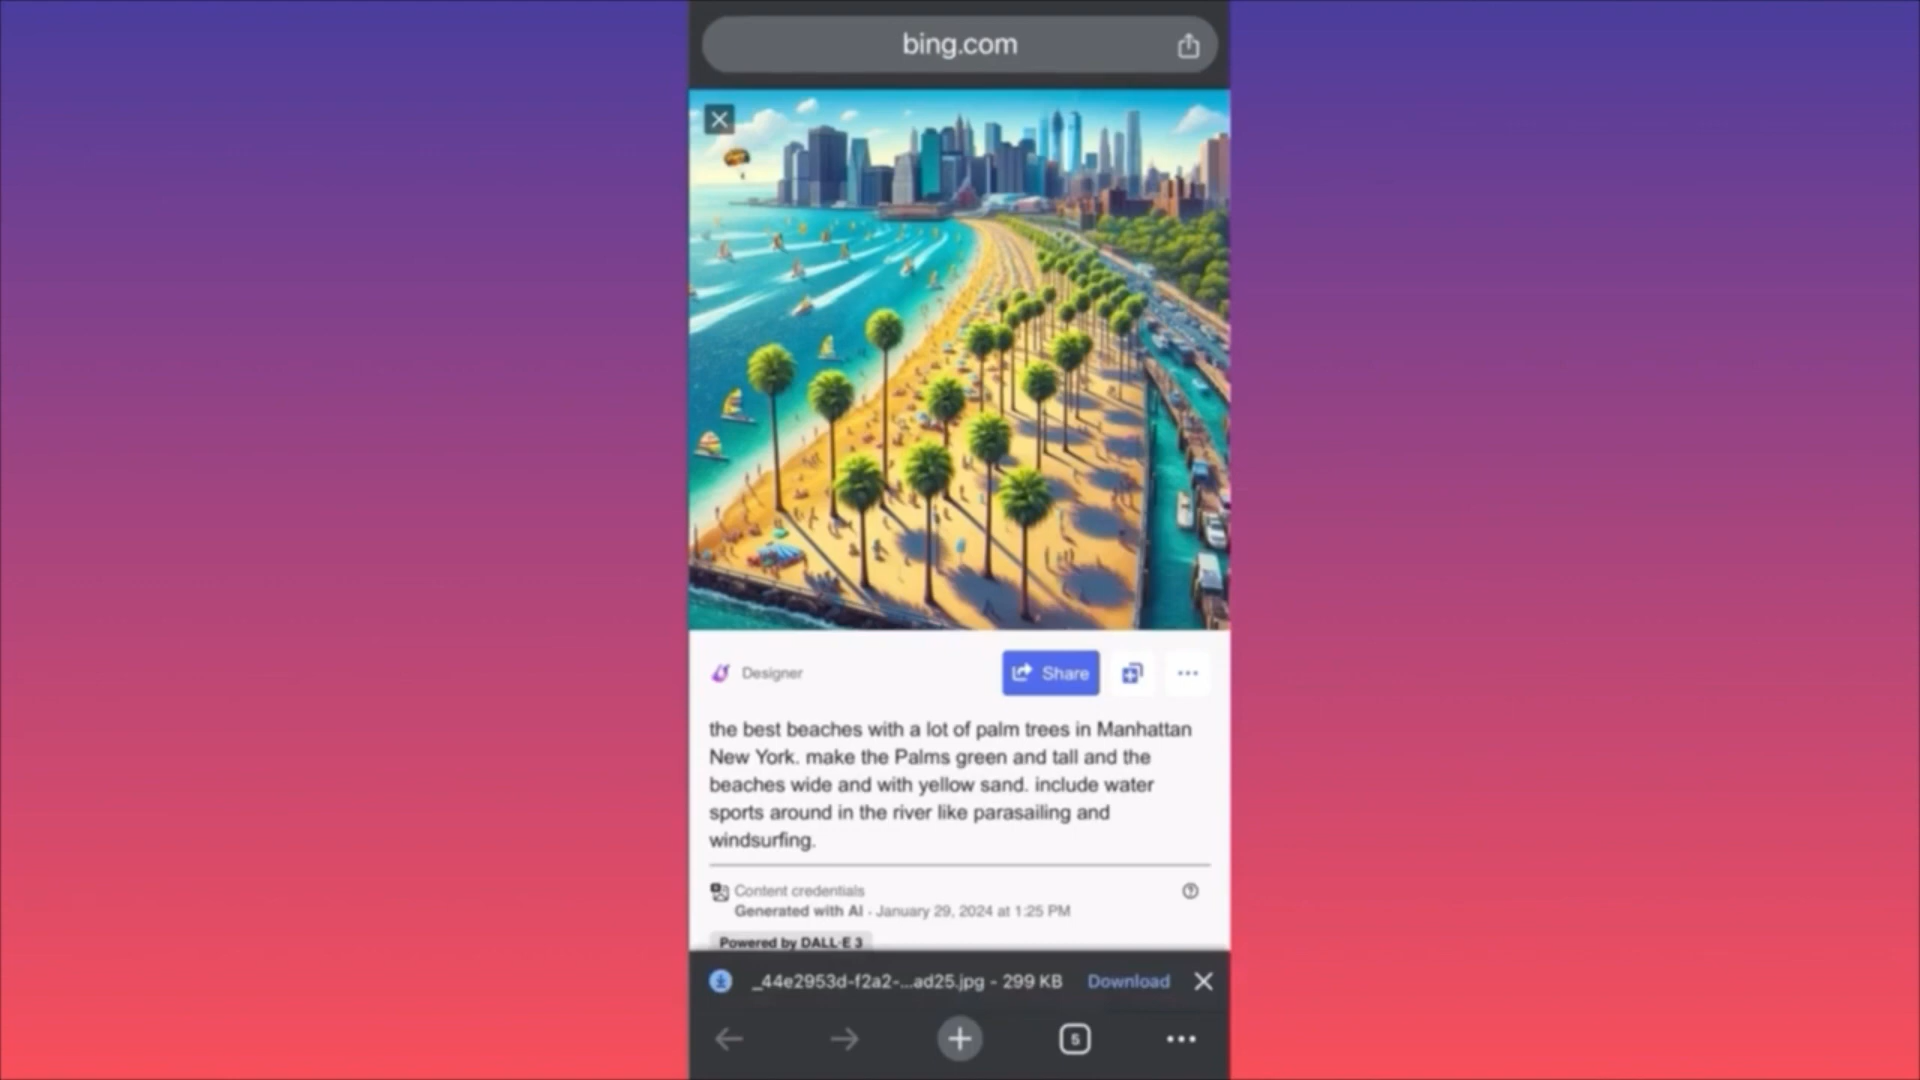 bing.com
Designer
Share
the best beaches with a lot of palm trees in Manhattan
New York. make the Palms green and tall and the
beaches wide and with yellow sand. include water
sports around in the river like parasailing and
windsurfing.
Content credentials
Generated with AI · January 29, 2024 at 1:25 PM
Powered by DALL·E 3
_44e2953d-f2a2-...ad25.jpg - 299 KB Download
5